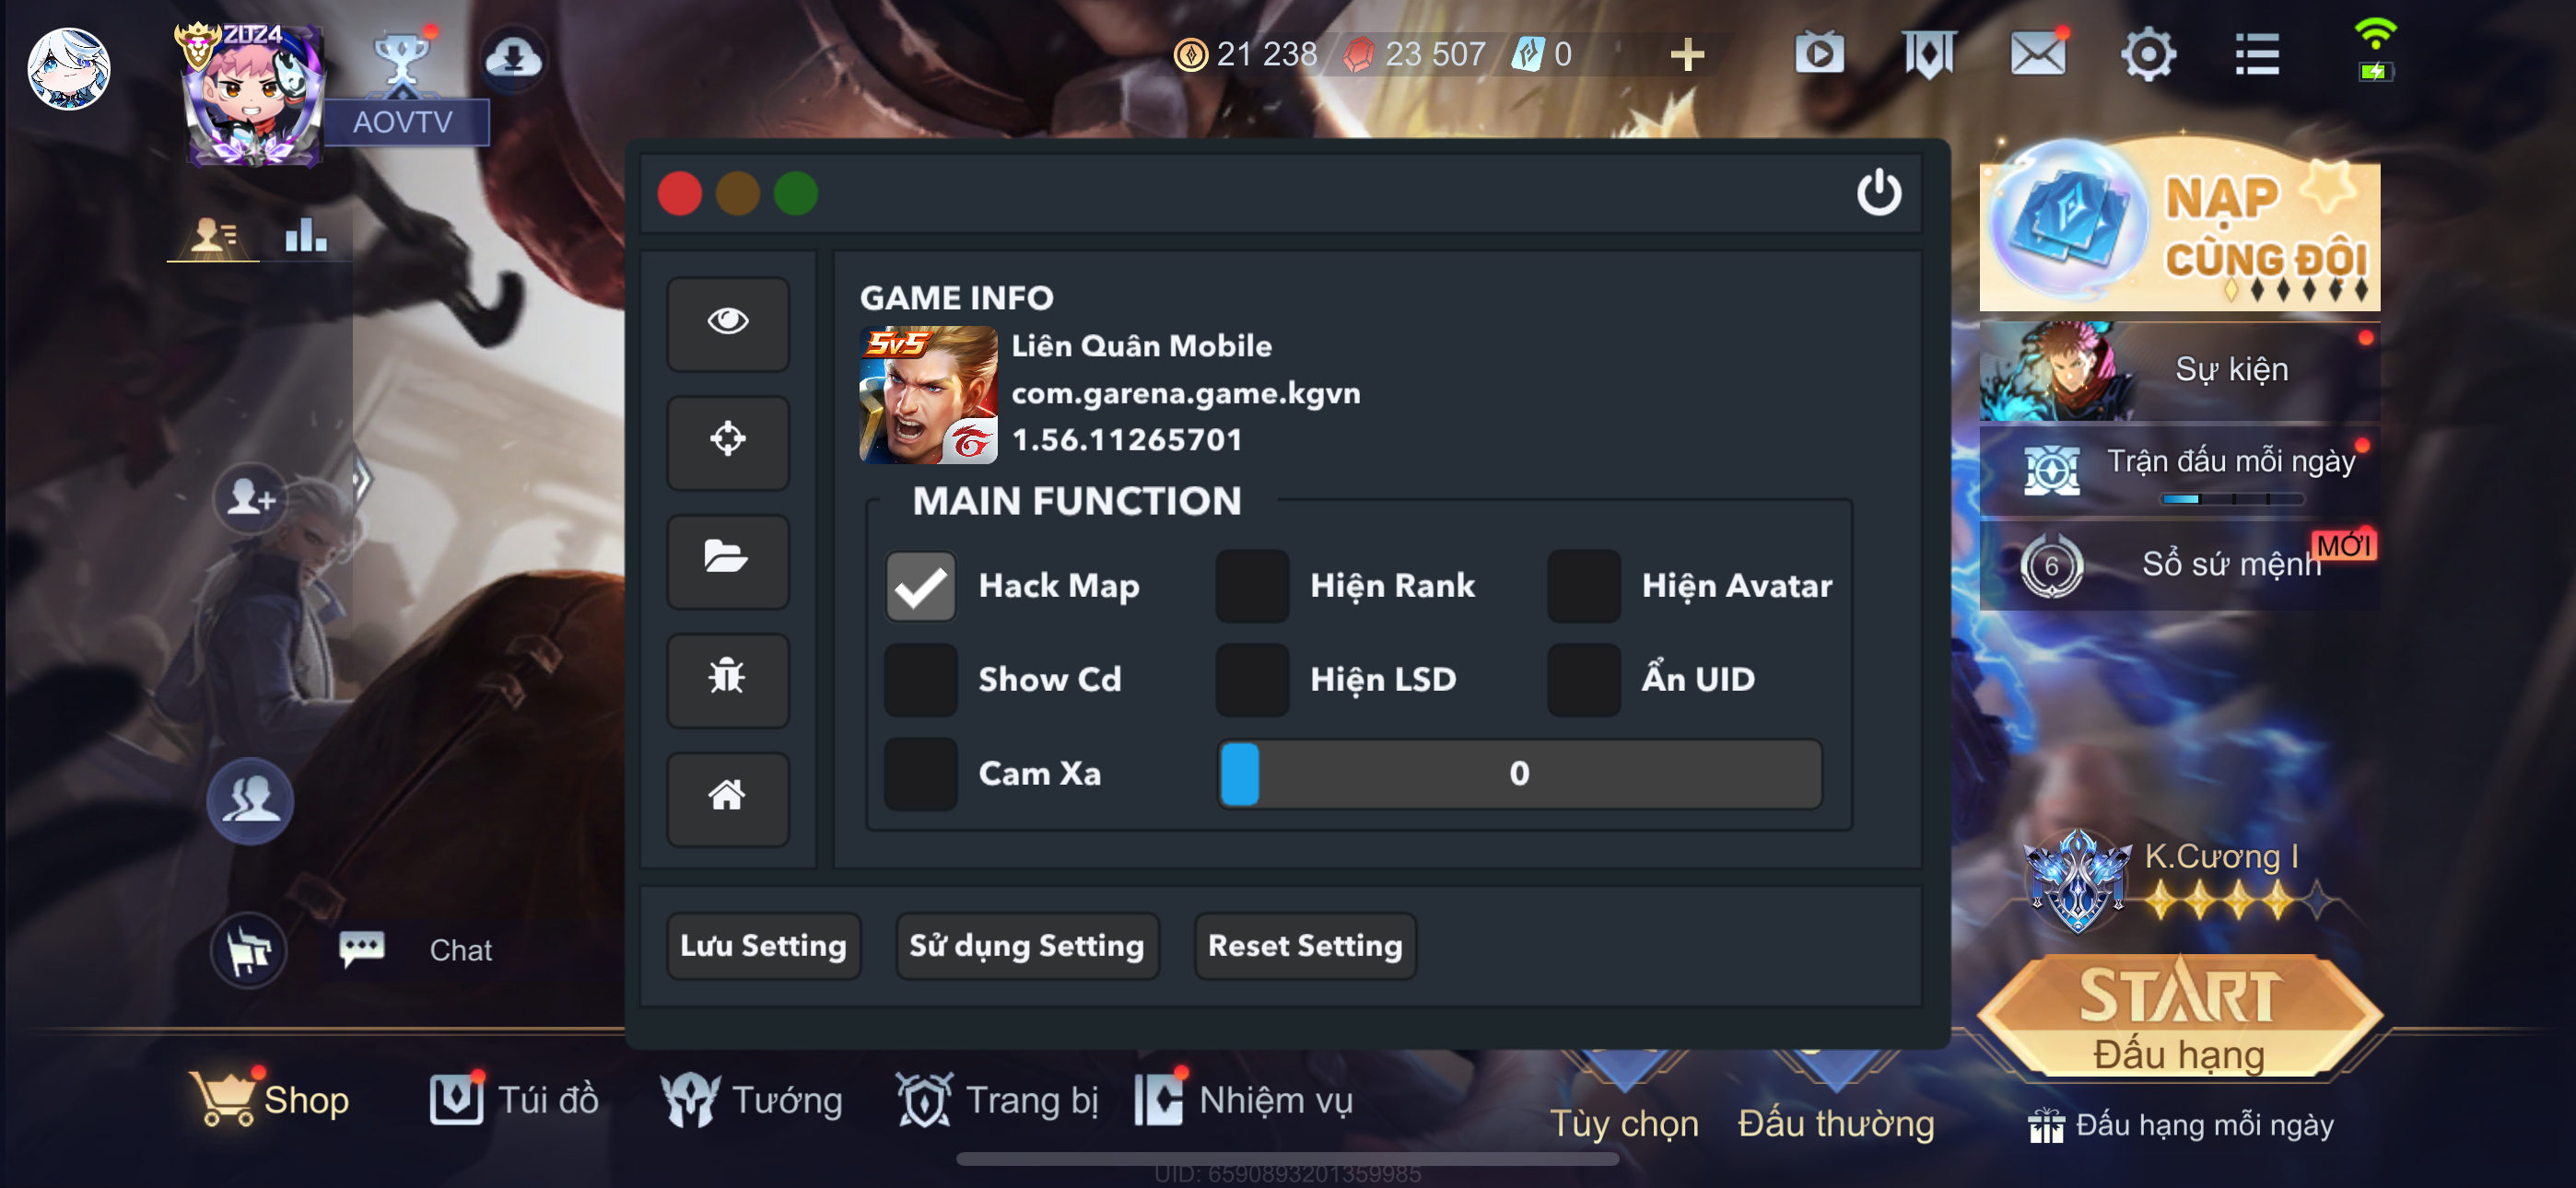 ZITZ4
AOVTV
21 238
23 507
0
NẠP
CÙNG ĐỘI
GAME INFO
5v5
Liên Quân Mobile
com.garena.game.kgvn
1.56.11265701
MAIN FUNCTION
Hack Map
Hiện Rank
Hiện Avatar
Show Cd
Hiện LSD
Ẩn UID
Cam Xa
0
Lưu Setting
Sử dụng Setting
Reset Setting
Sự kiện
Trận đấu mỗi ngày
MỚI
6
Sổ sứ mệnh
K.Cương I
START
Đấu hạng
Chat
Shop
Túi đồ
Tướng
Trang bị
Nhiệm vụ
Tùy chọn
Đấu thường
Đấu hạng mỗi ngày
UID: 6590893201359985